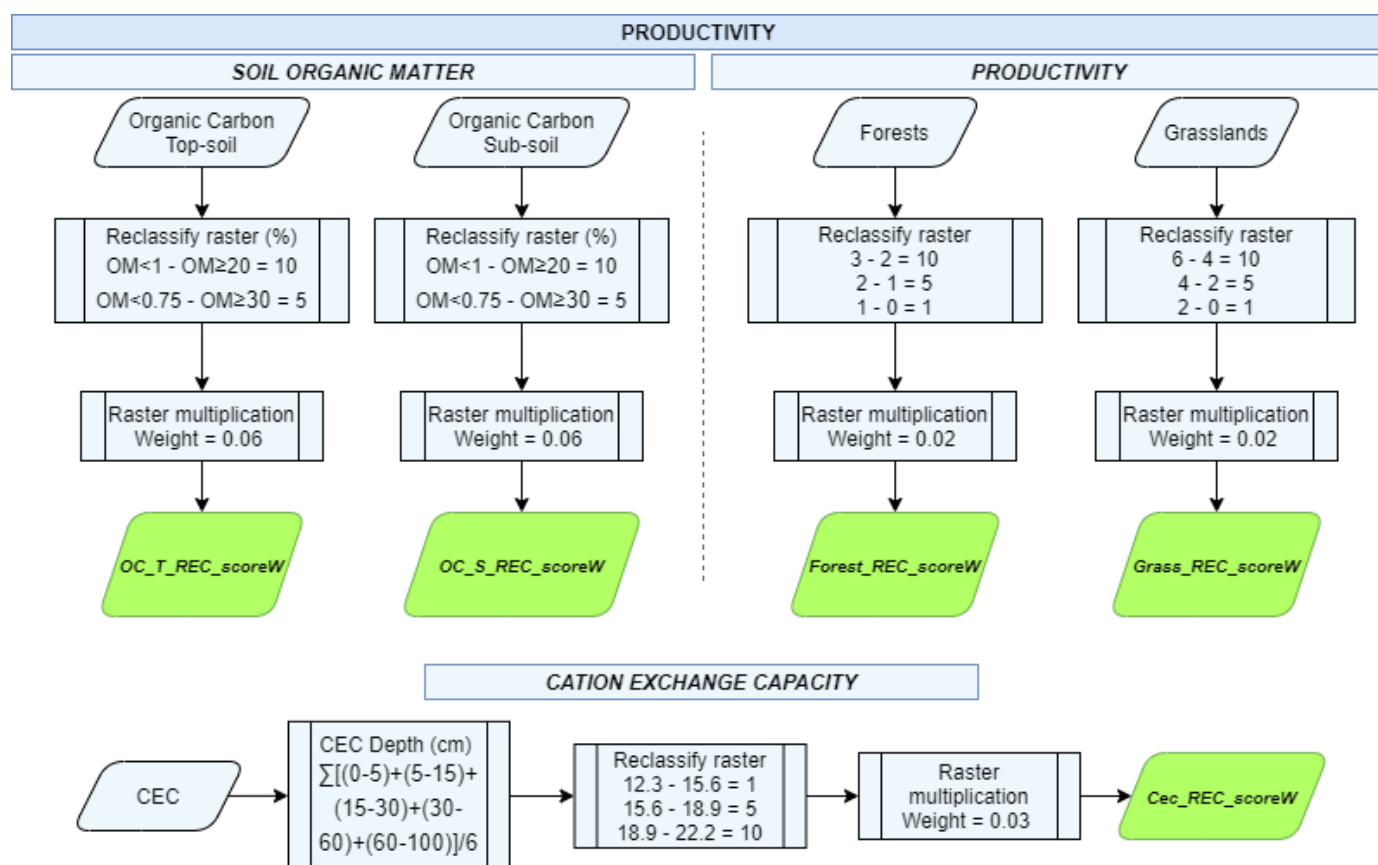 PRODUCTIVITY
SOIL ORGANIC MATTER
PRODUCTIVITY
Organic Carbon
Top-soil
Organic Carbon
Sub-soil
Forests
Grasslands
Reclassify raster (%)
OM<1 - OM≥20 = 10
OM<0.75 - OM≥30 = 5
Reclassify raster (%)
OM<1 - OM≥20 = 10
OM<0.75 - OM≥30 = 5
Reclassify raster
3 - 2 = 10
2 - 1 = 5
1 - 0 = 1
Reclassify raster
6 - 4 = 10
4 - 2 = 5
2 - 0 = 1
Raster multiplication
Weight = 0.06
Raster multiplication
Weight = 0.06
Raster multiplication
Weight = 0.02
Raster multiplication
Weight = 0.02
OC_T_REC_scoreW
OC_S_REC_scoreW
Forest_REC_scoreW
Grass_REC_scoreW
CATION EXCHANGE CAPACITY
CEC
CEC Depth (cm)
∑[(0-5)+(5-15)+
(15-30)+(30-
60)+(60-100)]/6
Reclassify raster
12.3 - 15.6 = 1
15.6 - 18.9 = 5
18.9 - 22.2 = 10
Raster
multiplication
Weight = 0.03
Cec_REC_scoreW